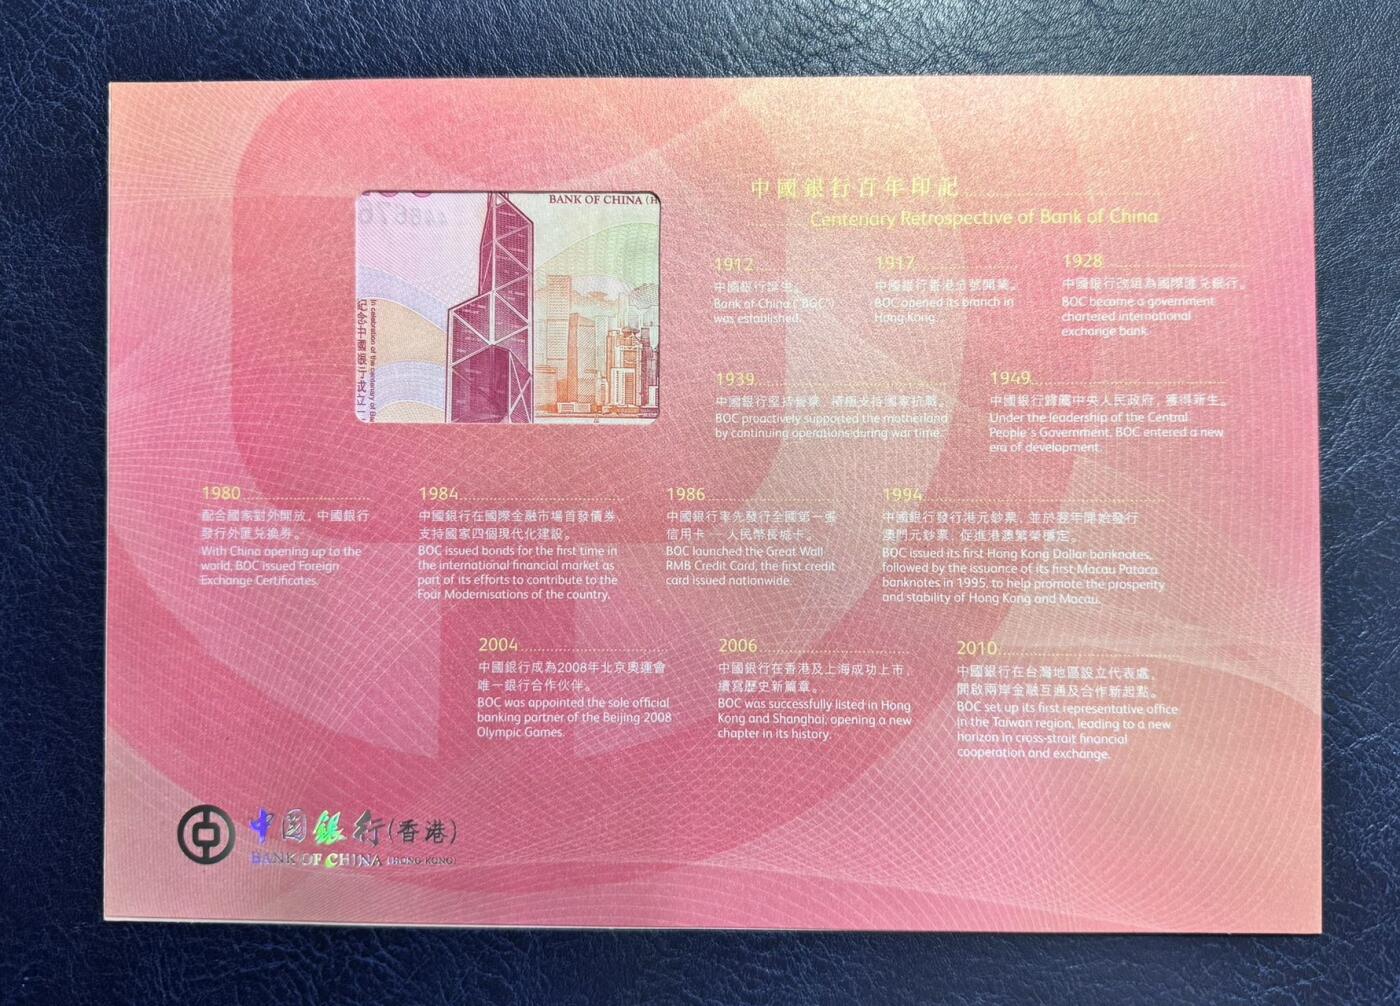 BANK OF CHINA (H
中國銀行百年印記
Centenary Retrospective of Bank of China
1912
中國銀行誕生。
Bank of China ("BOC")
was established.
1917
中國銀行香港分號開業。
BOC opened its branch in
Hong Kong.
1928
中國銀行改組為國際匯兌銀行。
BOC became a government
chartered international
exchange bank.
1939
中國銀行堅持營業，積極支持國家抗戰。
BOC proactively supported the motherland
by continuing operations during war time.
1949
中國銀行歸屬中央人民政府，獲得新生。
Under the leadership of the Central
People's Government, BOC entered a new
era of development.
1980
配合國家對外開放，中國銀行
發行外匯兌換券。
With China opening up to the
world, BOC issued Foreign
Exchange Certificates.
1984
中國銀行在國際金融市場首發債券，
支持國家四個現代化建設。
BOC issued bonds for the first time in
the international financial market as
part of its efforts to contribute to the
Four Modernisations of the country.
1986
中國銀行率先發行全國第一張
信用卡 — 人民幣長城卡。
BOC launched the Great Wall
RMB Credit Card, the first credit
card issued nationwide.
1994
中國銀行發行港元鈔票，並於翌年開始發行
澳門元鈔票，促進港澳繁榮穩定。
BOC issued its first Hong Kong Dollar banknotes,
followed by the issuance of its first Macau Pataca
banknotes in 1995, to help promote the prosperity
and stability of Hong Kong and Macau.
2004
中國銀行成為2008年北京奧運會
唯一銀行合作伙伴。
BOC was appointed the sole official
banking partner of the Beijing 2008
Olympic Games.
2006
中國銀行在香港及上海成功上市，
續寫歷史新篇章。
BOC was successfully listed in Hong
Kong and Shanghai, opening a new
chapter in its history.
2010
中國銀行在台灣地區設立代表處，
開啟兩岸金融互通及合作新起點。
BOC set up its first representative office
in the Taiwan region, leading to a new
horizon in cross-strait financial
cooperation and exchange.
中国銀行(香港)
BANK OF CHINA (HONG KONG)
In celebration of the centenary of Ba